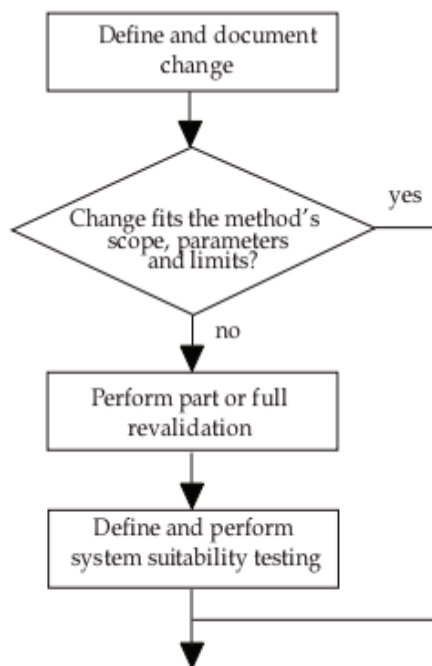 Define and document
change
Change fits the method's
scope, parameters
and limits?
yes
no
Perform part or full
revalidation
Define and perform
system suitability testing